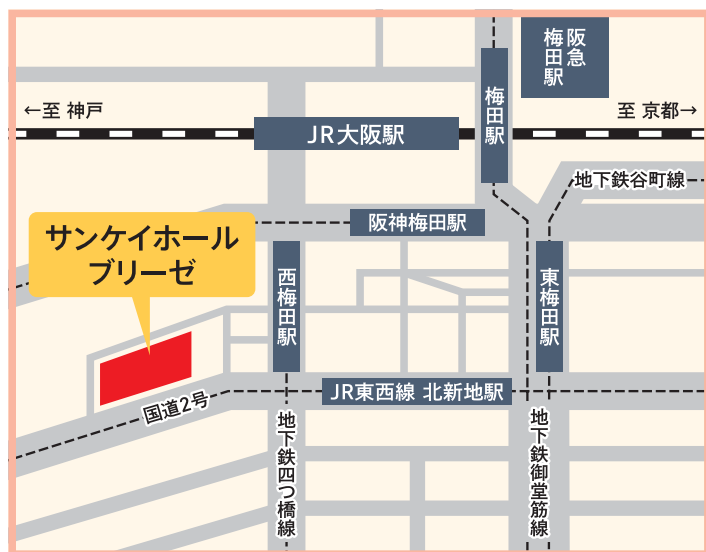 阪急
梅田駅
梅田駅
←至 神戸
至 京都→
JR大阪駅
地下鉄谷町線
阪神梅田駅
サンケイホール
ブリーゼ
西梅田駅
東梅田駅
JR東西線 北新地駅
国道2号
地下鉄四つ橋線
地下鉄御堂筋線